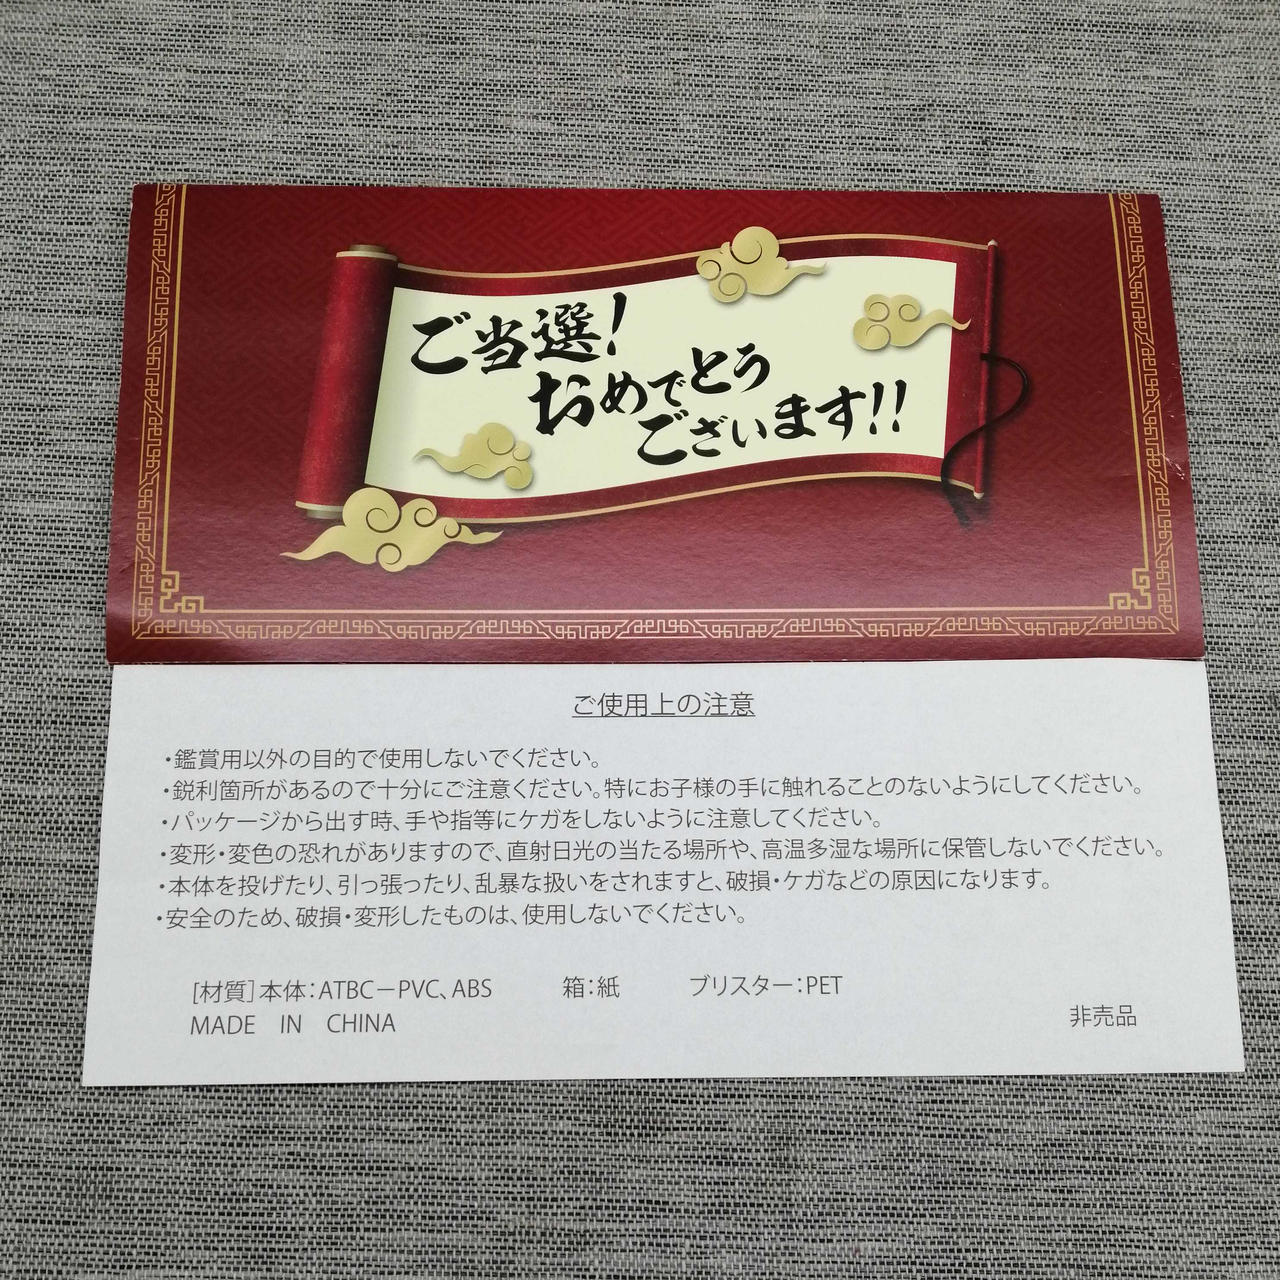 ご当選!
おめでとう
ございます!!
ご使用上の注意
・鑑賞用以外の目的で使用しないでください。
・鋭利箇所があるので十分にご注意ください。特にお子様の手に触れることのないようにしてください。
・パッケージから出す時、手や指等にケガをしないように注意してください。
・変形・変色の恐れがありますので、直射日光の当たる場所や、高温多湿な場所に保管しないでください。
・本体を投げたり、引っ張ったり、乱暴な扱いをされますと、破損・ケガなどの原因になります。
・安全のため、破損・変形したものは、使用しないでください。
[材質]本体：ATBC－PVC、ABS　箱：紙　ブリスター：PET
MADE IN CHINA
非売品